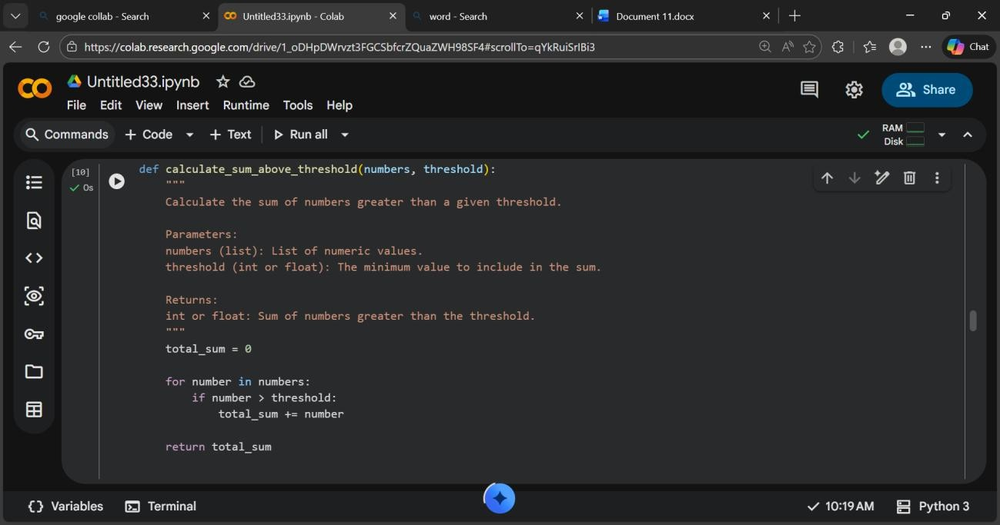 google collab - Search
Untitled33.ipynb - Colab
word - Search
Document 11.docx
https://colab.research.google.com/drive/1_oDHpDWrvzt3FGCSbfcrZQuaZWH98SF4#scrollTo=qYkRuiSrIBi3
Chat
Untitled33.ipynb
File Edit View Insert Runtime Tools Help
Share
Commands + Code + Text Run all
RAM
Disk
[10]
0s
def calculate_sum_above_threshold(numbers, threshold):
"""
Calculate the sum of numbers greater than a given threshold.
Parameters:
numbers (list): List of numeric values.
threshold (int or float): The minimum value to include in the sum.
Returns:
int or float: Sum of numbers greater than the threshold.
"""
total_sum = 0
for number in numbers:
if number > threshold:
total_sum += number
return total_sum
{} Variables Terminal
10:19 AM Python 3